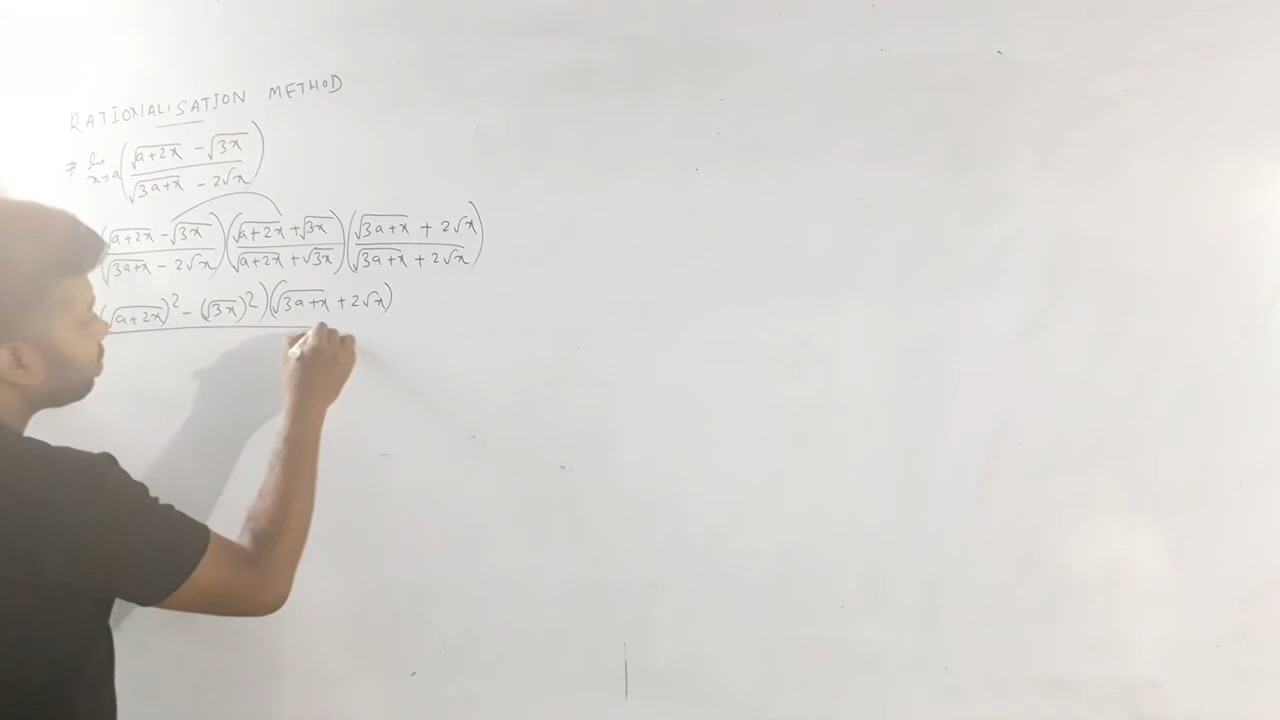 RATIONALISATION METHOD
# lim x→a ( (√(a+2x) - √(3x)) / (√(3a+x) - 2√x) )
( (√(a+2x) - √(3x)) / (√(3a+x) - 2√x) ) ( (√(a+2x) + √(3x)) / (√(a+2x) + √(3x)) ) ( (√(3a+x) + 2√x) / (√(3a+x) + 2√x) )
(√(a+2x))² - (√(3x))² ) (√(3a+x) + 2√x)